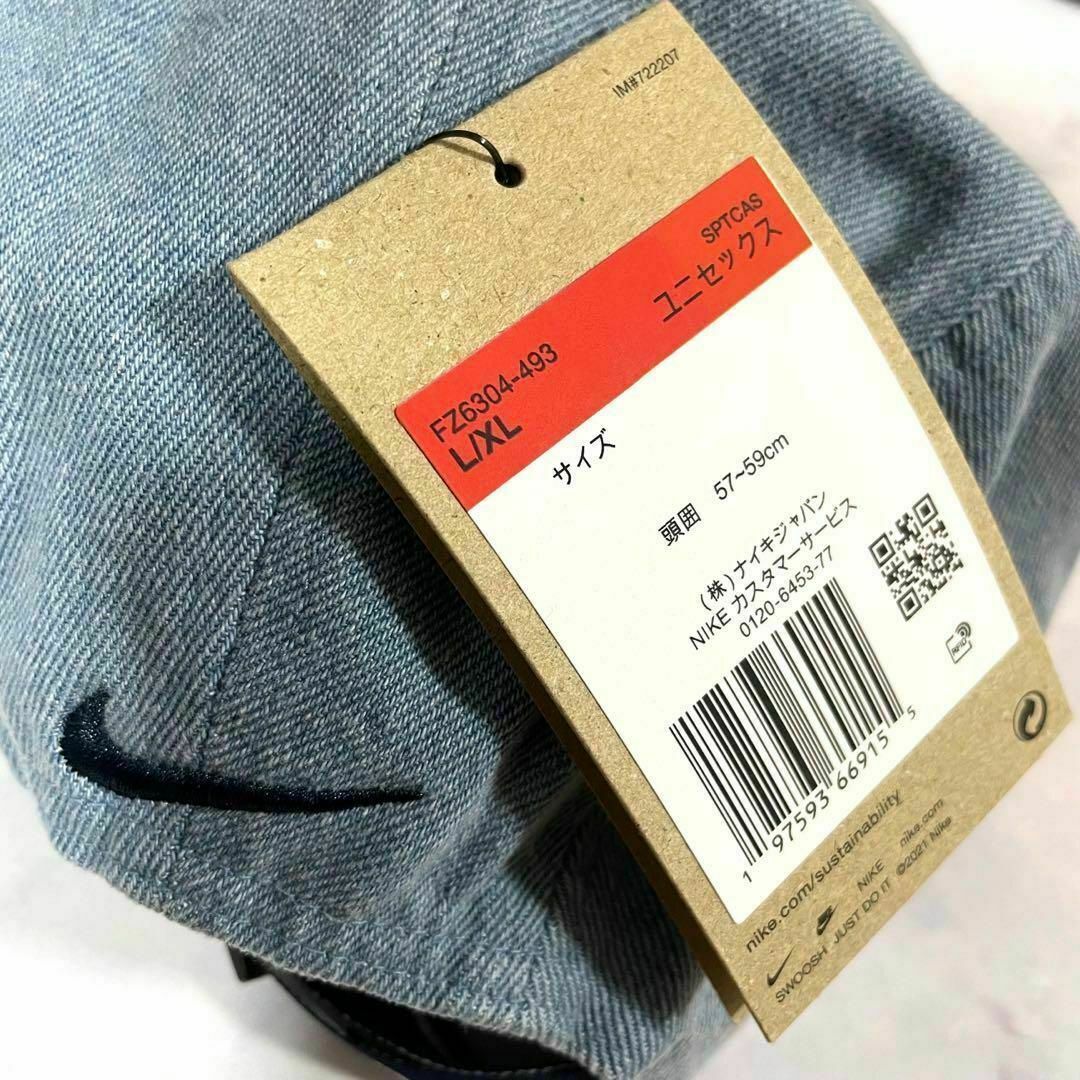 IM#722207
SPTCAS
ユニセックス
FZ6304-493
L/XL
サイズ
頭囲 57~59cm
(株)ナイキジャパン
NIKE カスタマーサービス
0120-6453-77
RFID
1 97593 66915 5
nike.com/sustainability
NIKE nike.com
SWOOSH JUST DO IT ©2021 Nike